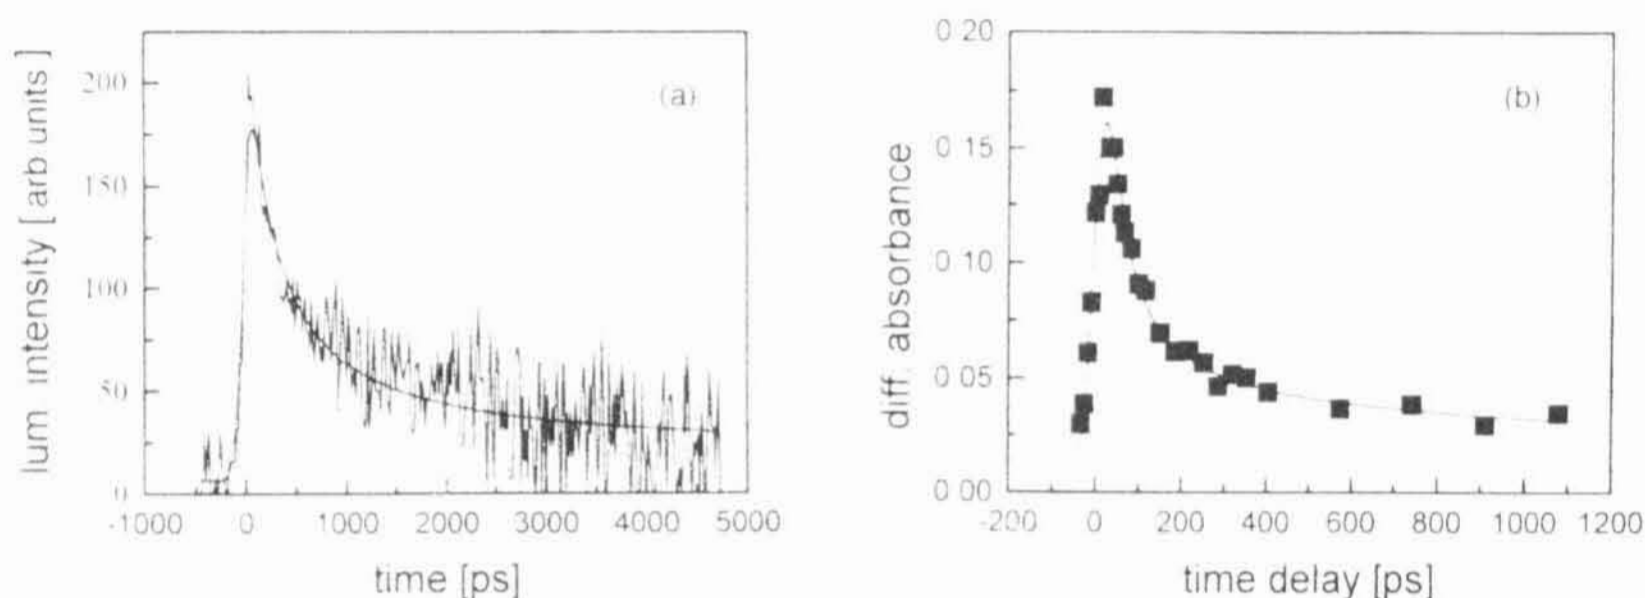 lum intensity [ arb units ]
200
150
100
50
0
(a)
-1000 0 1000 2000 3000 4000 5000
time [ps]
diff. absorbance
0.20
0.15
0.10
0.05
0.00
(b)
-200 0 200 400 600 800 1000 1200
time delay [ps]